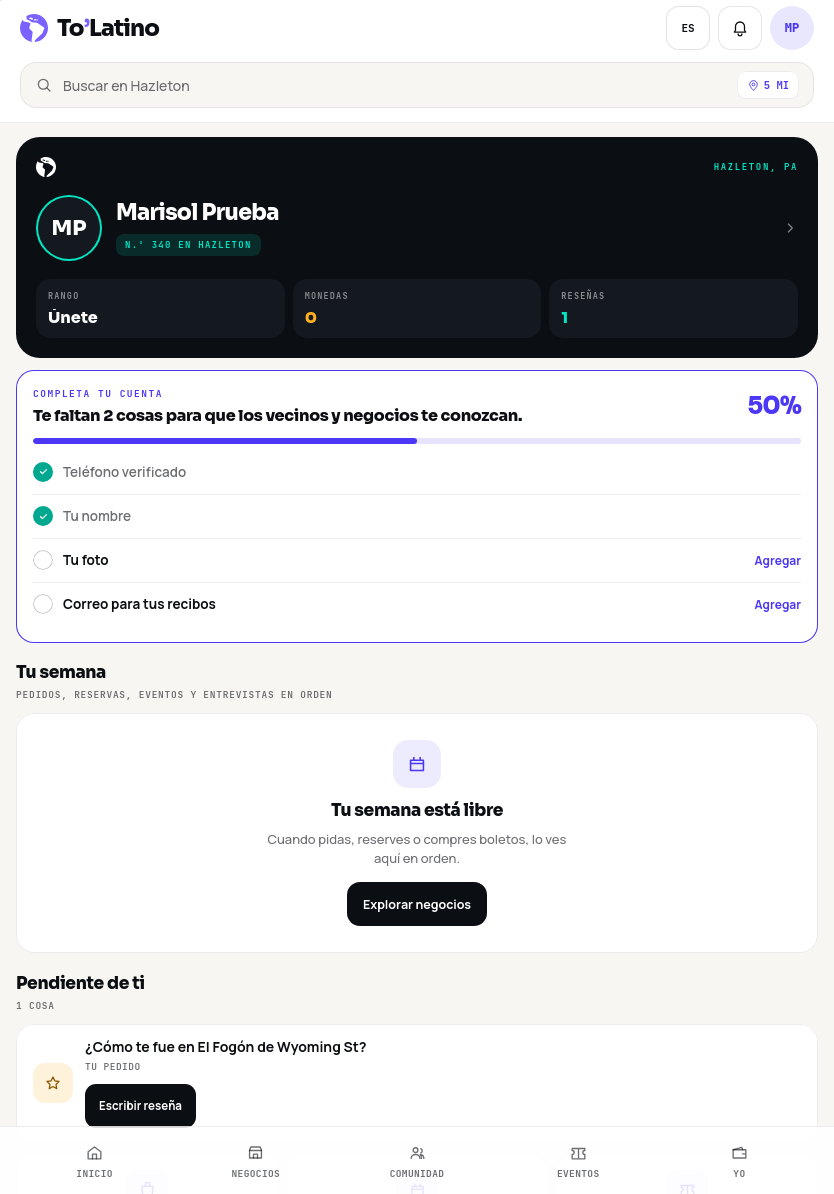 To'Latino
ES
MP
Buscar en Hazleton
5 MI
HAZLETON, PA
MP
Marisol Prueba
N.° 340 EN HAZLETON
RANGO
Únete
MONEDAS
0
RESEÑAS
1
COMPLETA TU CUENTA
Te faltan 2 cosas para que los vecinos y negocios te conozcan.
50%
Teléfono verificado
Tu nombre
Tu foto
Agregar
Correo para tus recibos
Agregar
Tu semana
PEDIDOS, RESERVAS, EVENTOS Y ENTREVISTAS EN ORDEN
Tu semana está libre
Cuando pidas, reserves o compres boletos, lo ves
aquí en orden.
Explorar negocios
Pendiente de ti
1 COSA
¿Cómo te fue en El Fogón de Wyoming St?
TU PEDIDO
Escribir reseña
INICIO
NEGOCIOS
COMUNIDAD
EVENTOS
YO